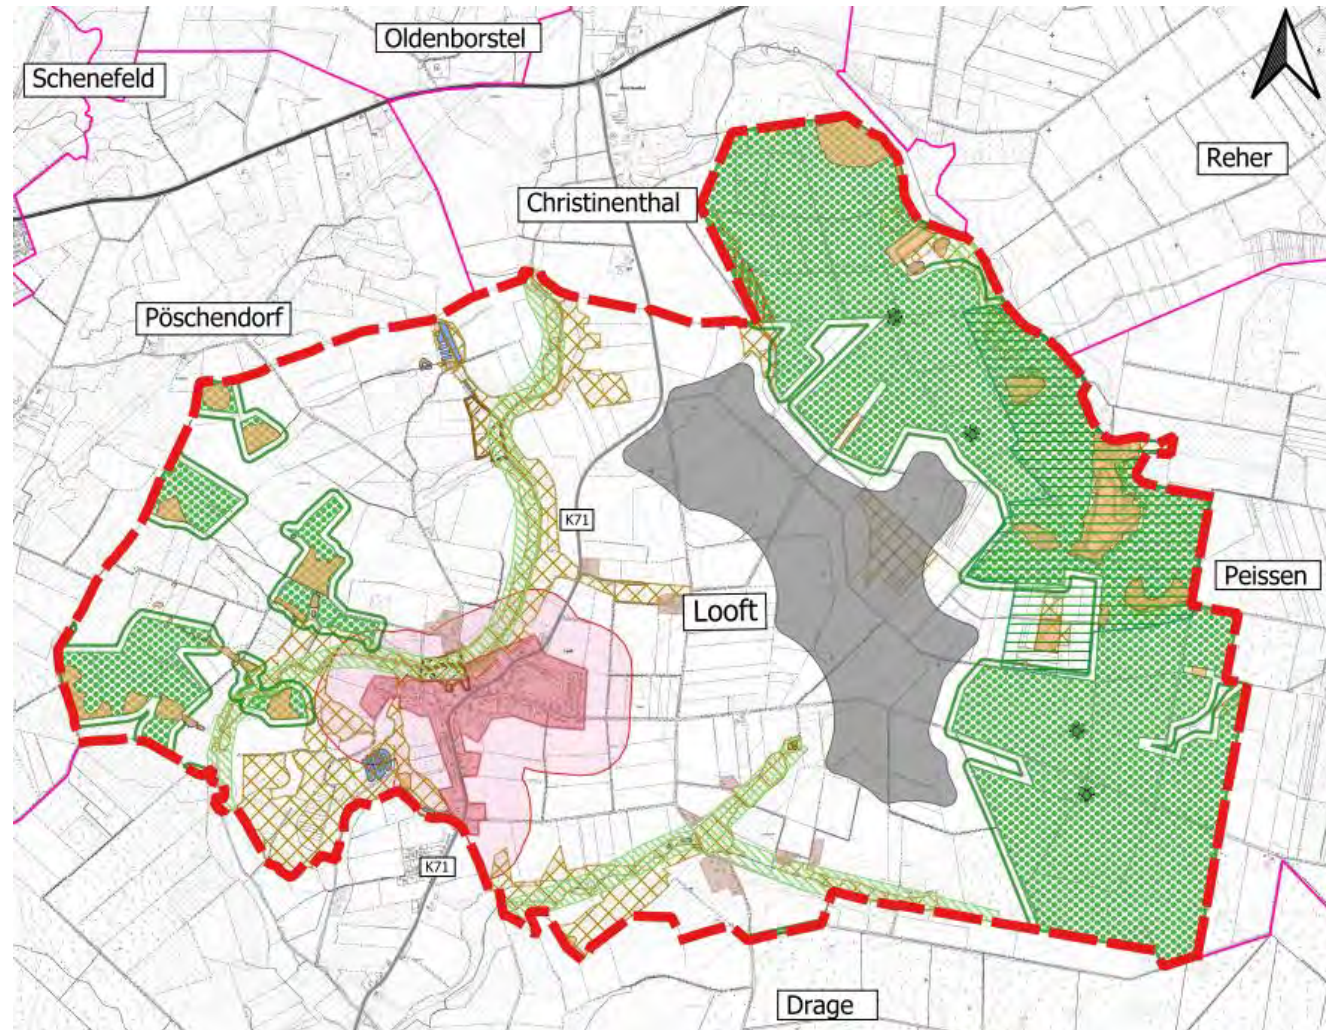 Oldenborstel
Schenefeld
Reher
Christinenthal
Pöschendorf
K71
Peissen
Looft
K71
Drage